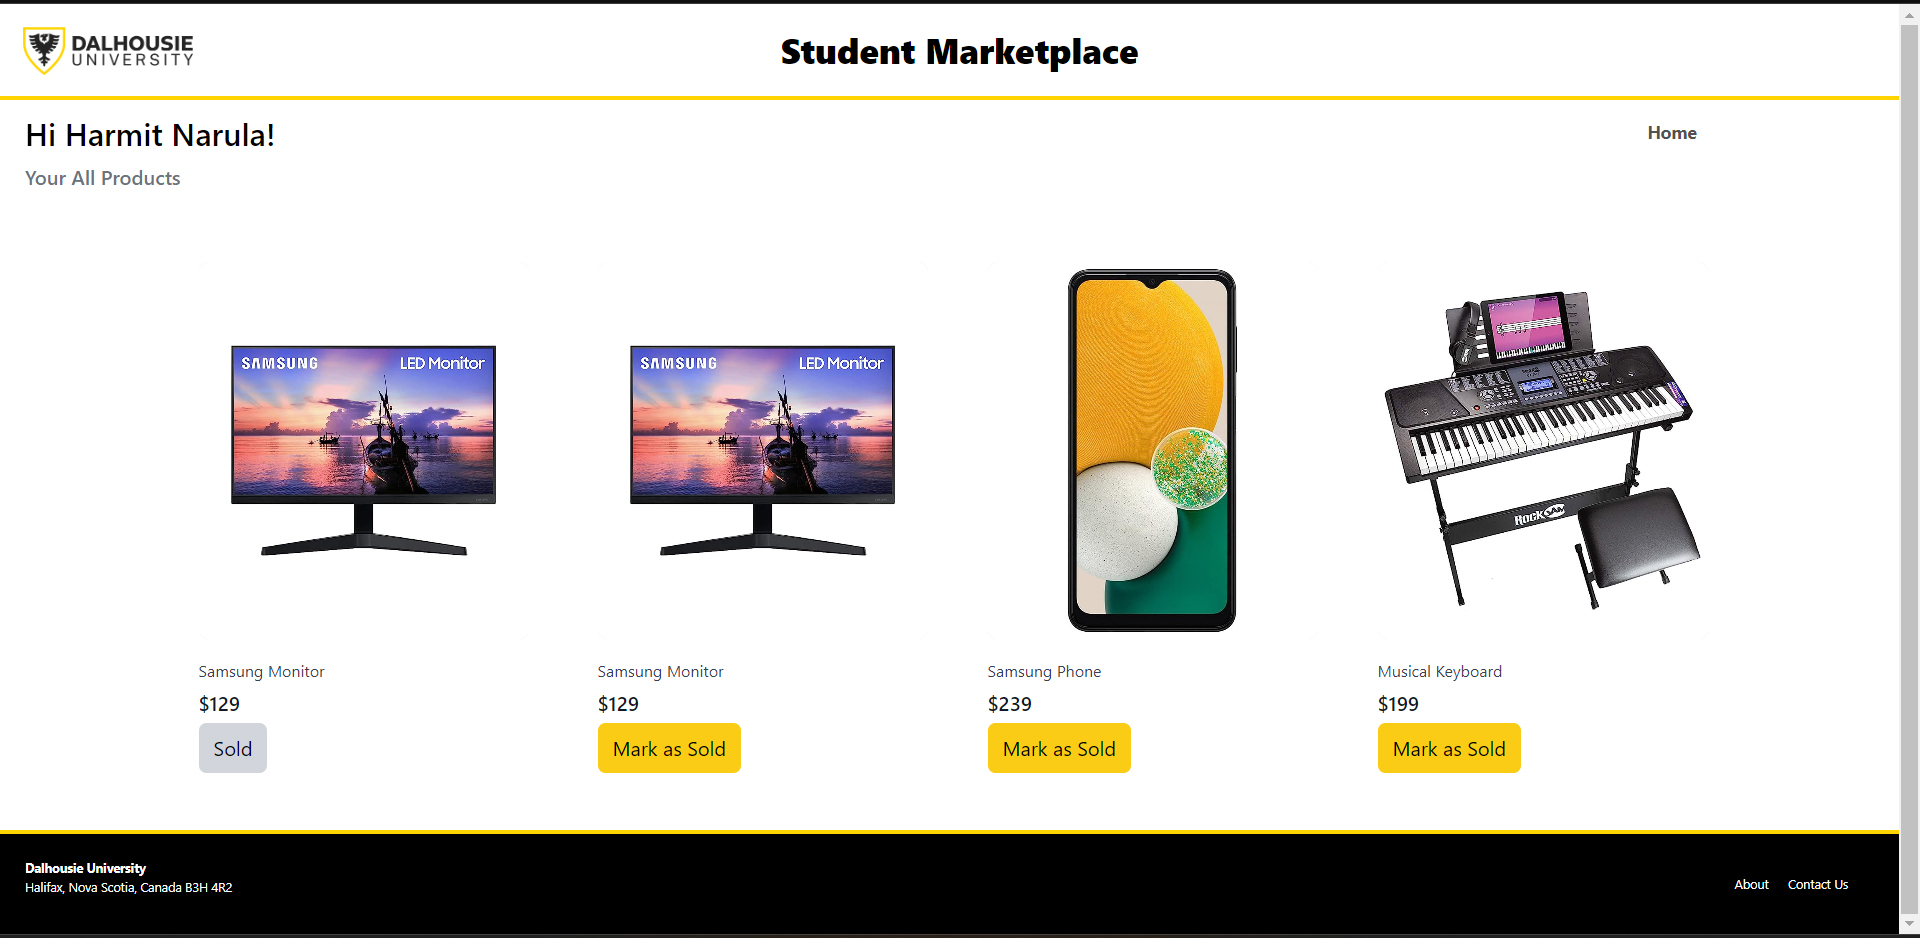 DALHOUSIE
UNIVERSITY
Student Marketplace
Hi Harmit Narula!
Home
Your All Products
SAMSUNG
LED Monitor
SAMSUNG
LED Monitor
ROCKJAM
Samsung Monitor
$129
Sold
Samsung Monitor
$129
Mark as Sold
Samsung Phone
$239
Mark as Sold
Musical Keyboard
$199
Mark as Sold
Dalhousie University
Halifax, Nova Scotia, Canada B3H 4R2
About
Contact Us